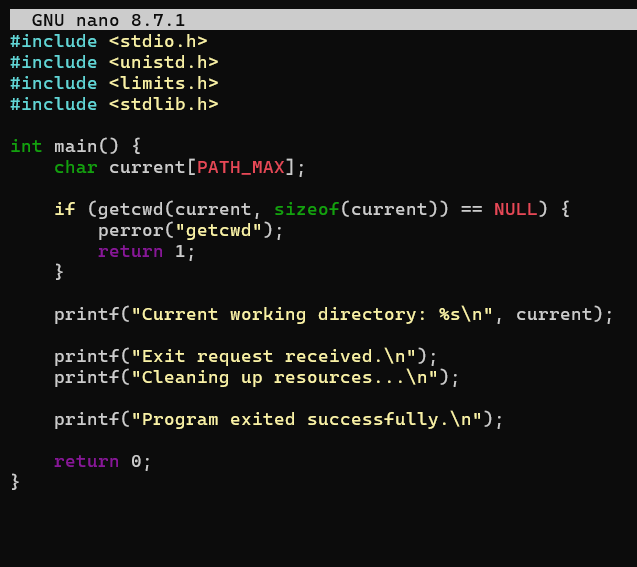 GNU nano 8.7.1
#include <stdio.h>
#include <unistd.h>
#include <limits.h>
#include <stdlib.h>

int main() {
    char current[PATH_MAX];

    if (getcwd(current, sizeof(current)) == NULL) {
        perror("getcwd");
        return 1;
    }

    printf("Current working directory: %s\n", current);

    printf("Exit request received.\n");
    printf("Cleaning up resources...\n");

    printf("Program exited successfully.\n");

    return 0;
}